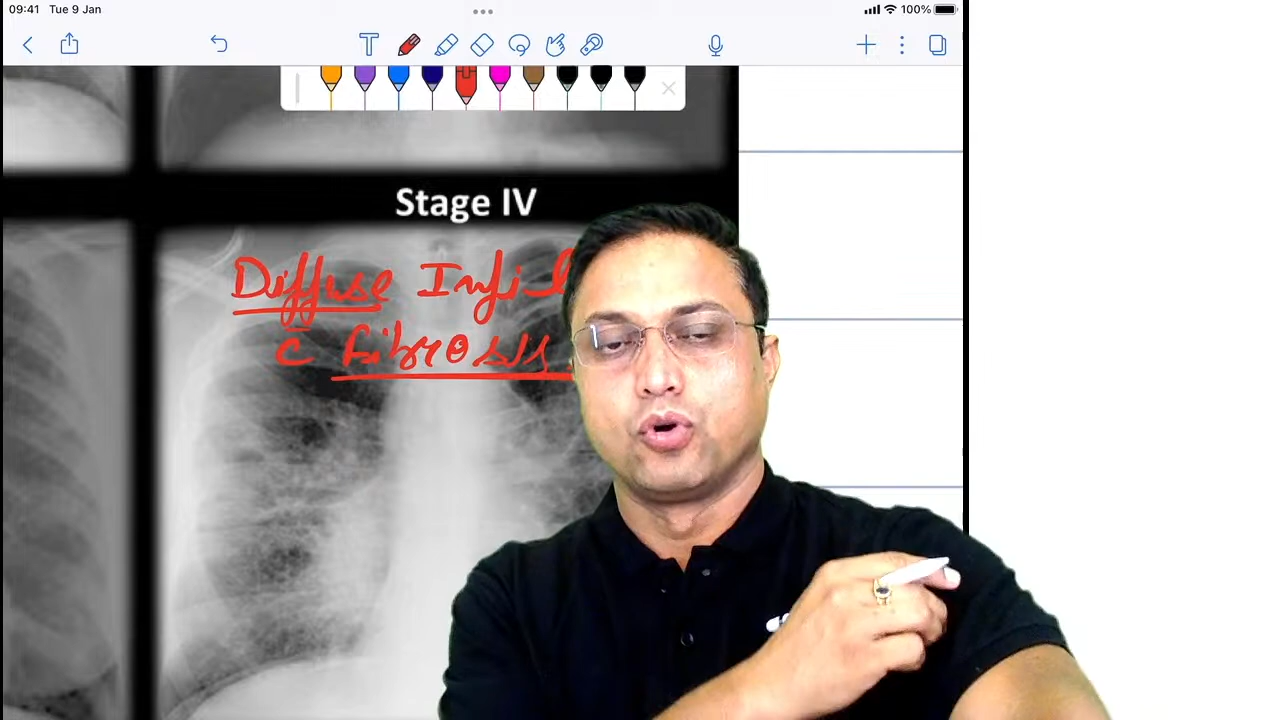 09:41 Tue 9 Jan
100%
T
Stage IV
Diffuse
c̄ fibrosis